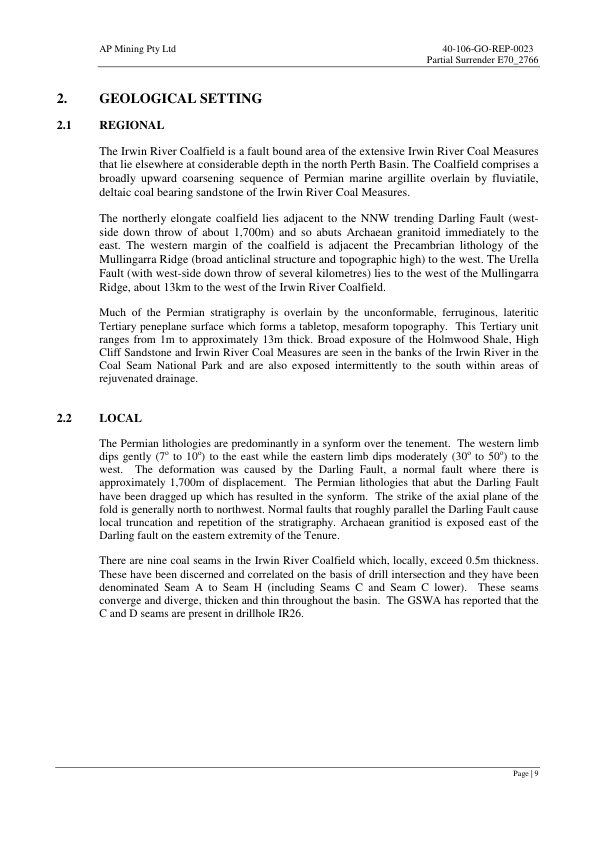 AP Mining Pty Ltd 40-106-GO-REP-0023
Partial Surrender E70_2766
2. GEOLOGICAL SETTING
2.1 REGIONAL
The Irwin River Coalfield is a fault bound area of the extensive Irwin River Coal Measures
that lie elsewhere at considerable depth in the north Perth Basin. The Coalfield comprises a
broadly upward coarsening sequence of Permian marine argillite overlain by fluviatile,
deltaic coal bearing sandstone of the Irwin River Coal Measures.
The northerly elongate coalfield lies adjacent to the NNW trending Darling Fault (west-
side down throw of about 1,700m) and so abuts Archaean granitoid immediately to the
east. The western margin of the coalfield is adjacent the Precambrian lithology of the
Mullingarra Ridge (broad anticlinal structure and topographic high) to the west. The Urella
Fault (with west-side down throw of several kilometres) lies to the west of the Mullingarra
Ridge, about 13km to the west of the Irwin River Coalfield.
Much of the Permian stratigraphy is overlain by the unconformable, ferruginous, lateritic
Tertiary peneplane surface which forms a tabletop, mesaform topography. This Tertiary unit
ranges from 1m to approximately 13m thick. Broad exposure of the Holmwood Shale, High
Cliff Sandstone and Irwin River Coal Measures are seen in the banks of the Irwin River in the
Coal Seam National Park and are also exposed intermittently to the south within areas of
rejuvenated drainage.
2.2 LOCAL
The Permian lithologies are predominantly in a synform over the tenement. The western limb
dips gently (7° to 10°) to the east while the eastern limb dips moderately (30° to 50°) to the
west. The deformation was caused by the Darling Fault, a normal fault where there is
approximately 1,700m of displacement. The Permian lithologies that abut the Darling Fault
have been dragged up which has resulted in the synform. The strike of the axial plane of the
fold is generally north to northwest. Normal faults that roughly parallel the Darling Fault cause
local truncation and repetition of the stratigraphy. Archaean granitiod is exposed east of the
Darling fault on the eastern extremity of the Tenure.
There are nine coal seams in the Irwin River Coalfield which, locally, exceed 0.5m thickness.
These have been discerned and correlated on the basis of drill intersection and they have been
denominated Seam A to Seam H (including Seams C and Seam C lower). These seams
converge and diverge, thicken and thin throughout the basin. The GSWA has reported that the
C and D seams are present in drillhole IR26.
Page | 9